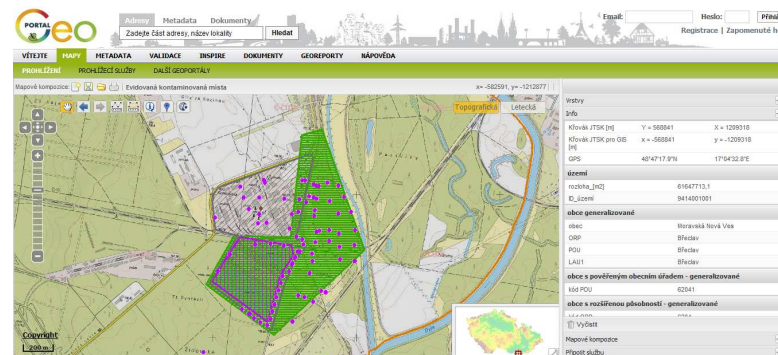 PORTAL
Geo
Adresy Metadata Dokumenty
Zadejte část adresy, název lokality Hledat
Email: Heslo:
Registrace | Zapomenuté
VÍTEJTE MAPY METADATA VALIDACE INSPIRE DOKUMENTY GEOREPORTY NÁPOVĚDA
PROHLÍŽENÍ PROHLÍŽECÍ SLUŽBY DALŠÍ GEOPORTÁLY
Mapové kompozice: Evidovaná kontaminovaná místa x= -582591, y= -1212877
Topografická Letecká
Vrstvy
Info
Křovák JTSK [m] Y = 568841 X = 1209318
Křovák JTSK pro GIS [m] x = -568841 y = -1209318
GPS 48°47'17.9"N 17°04'32.8"E
území
rozloha_[m2] 61647713,1
ID_území 9414001001
obce generalizované
obec Moravská Nová Ves
ORP Břeclav
POU Břeclav
LAU1 Břeclav
obce s pověřeným obecním úřadem - generalizované
kód POU 62041
obce s rozšířenou působností - generalizované
Vyčistit
Mapové kompozice
Připojit službu
Copyright
200 m